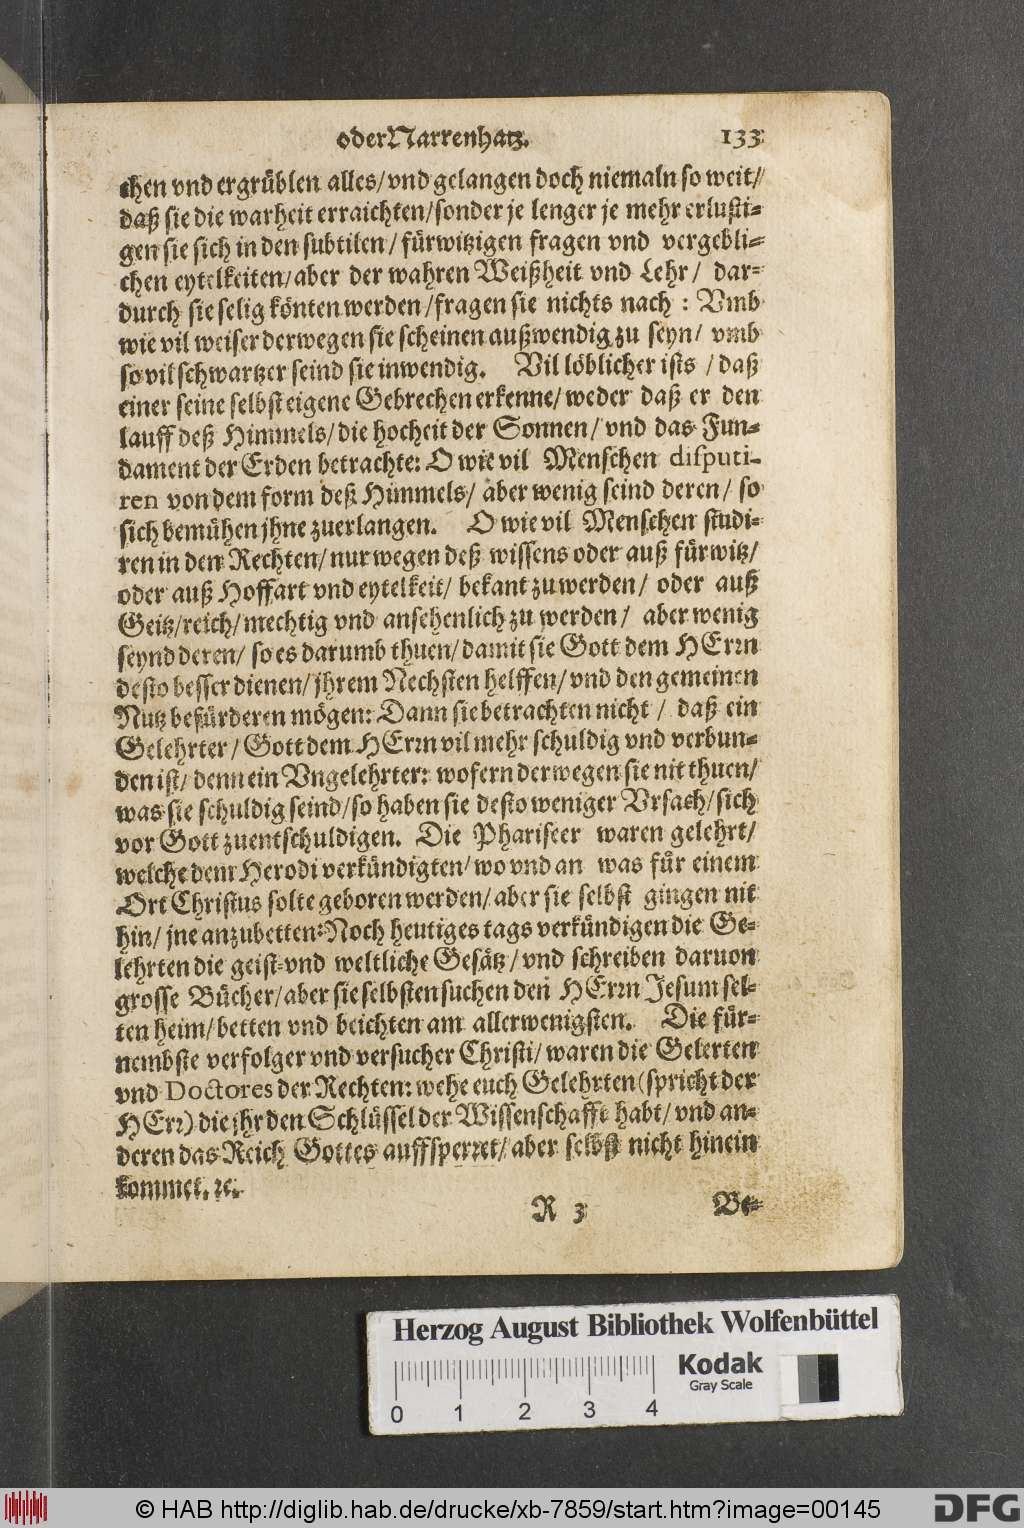 oder Narrenhatz. 133
chen vnd ergrüblen alles/ vnd gelangen doch niemaln so weit/
daß sie die warheit erraichten/ sonder je lenger je mehr erlusti-
gen sie sich in den subtilen/ fürwitzigen fragen vnd vergebli-
chen eytelkeiten/ aber der wahren Weißheit vnd Lehr/ dar-
durch sie selig könten werden/ fragen sie nichts nach : Vmb
wie vil weiser derwegen sie scheinen außwendig zu seyn/ vmb
so vil schwartzer seind sie inwendig. Vil löblicher ists / daß
einer seine selbst eigene Gebrechen erkenne/ weder daß er den
lauff deß Himmels/ die hocheit der Sonnen/ vnd das Fun-
dament der Erden betrachte: O wie vil Menschen disputi-
ren von dem form deß Himmels/ aber wenig seind deren/ so
sich bemühen jhne zuerlangen. O wie vil Menschen studi-
ren in den Rechten/ nur wegen deß wissens oder auß fürwitz/
oder auß Hoffart vnd eytelkeit/ bekant zu werden/ oder auß
Geitz/ reich/ mechtig vnd ansehenlich zu werden/ aber wenig
seynd deren/ so es darumb thuen/ damit sie Gott dem HErrn
desto besser dienen/ jhrem Nechsten helffen/ vnd den gemeinen
Nutz befürderen mögen: Dann sie betrachten nicht / daß ein
Gelehrter/ Gott dem HErrn vil mehr schuldig vnd verbun-
den ist/ denn ein Vngelehrter: wofern derwegen sie nit thuen/
was sie schuldig seind/ so haben sie desto weniger Vrsach/ sich
vor Gott zuentschuldigen. Die Phariseer waren gelehrt/
welche dem Herodi verkündigten/ wo vnd an was für einem
Ort Christus solte geboren werden/ aber sie selbst gingen nit
hin/ jne anzubetten: Noch heutiges tags verkündigen die Ge-
lehrten die geist- vnd weltliche Gesätz/ vnd schreiben daruon
grosse Bücher/ aber sie selbsten suchen den HErrn Jesum sel-
ten heim/ betten vnd beichten am allerwenigsten. Die für-
nembste verfolger vnd versucher Christi/ waren die Gelerten
vnd Doctores der Rechten: wehe euch Gelehrten (spricht der
HErr) die jhr den Schlüssel der Wissenschafft habt/ vnd an-
deren das Reich Gottes auffsperret/ aber selbst nicht hinein
kommet. ꝛc.
R 3 Be-
Herzog August Bibliothek Wolfenbüttel
Kodak
Gray Scale
0 1 2 3 4
© HAB http://diglib.hab.de/drucke/xb-7859/start.htm?image=00145
DFG